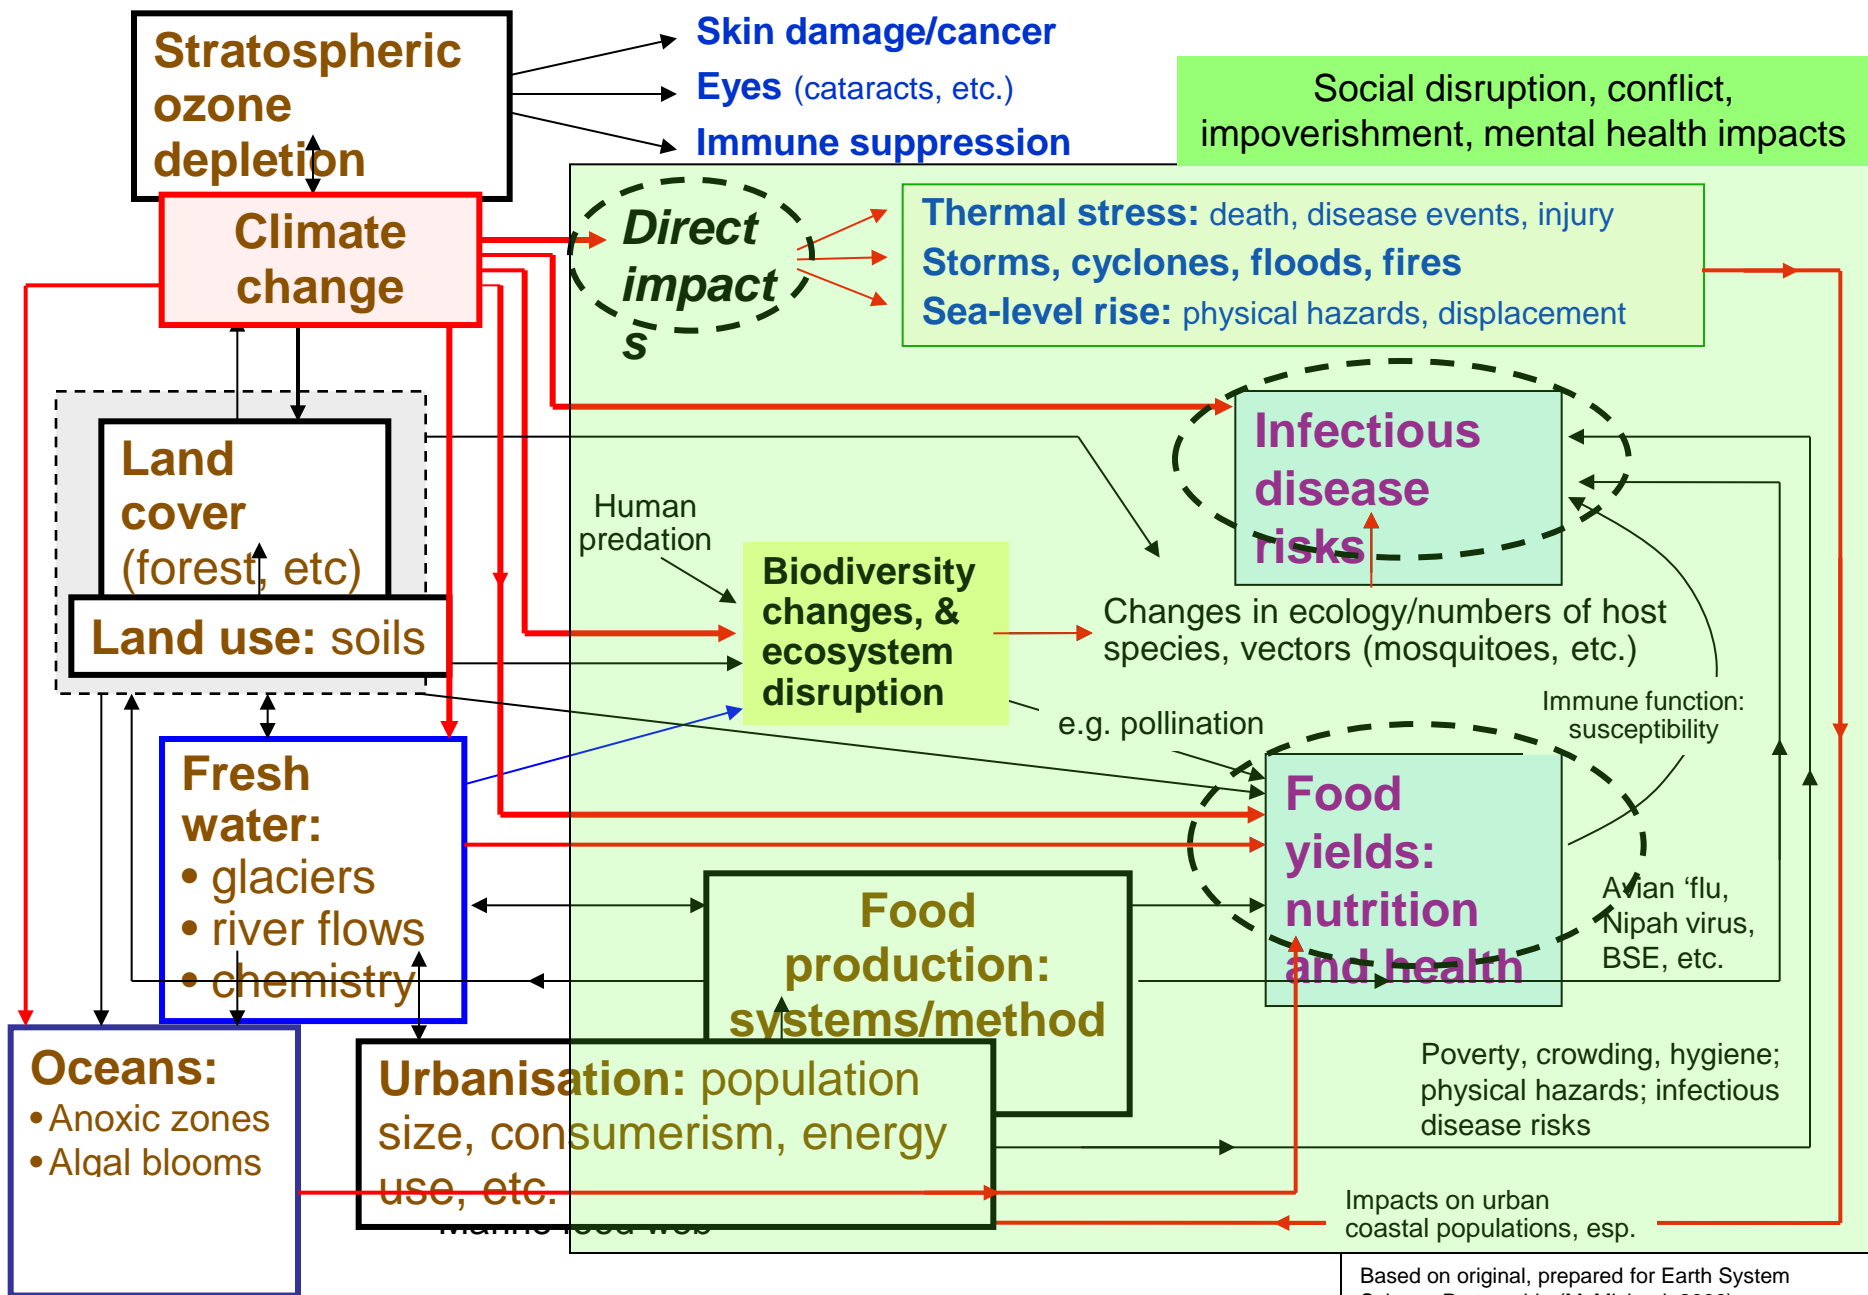 Stratospheric
ozone
depletion
Skin damage/cancer
Eyes (cataracts, etc.)
Immune suppression
Social disruption, conflict,
impoverishment, mental health impacts
Climate
change
Direct
impact
s
Thermal stress: death, disease events, injury
Storms, cyclones, floods, fires
Sea-level rise: physical hazards, displacement
Land
cover
(forest, etc)
Land use: soils
Human
predation
Biodiversity
changes, &
ecosystem
disruption
Infectious
disease
risks
Changes in ecology/numbers of host
species, vectors (mosquitoes, etc.)
e.g. pollination
Immune function:
susceptibility
Fresh
water:
• glaciers
• river flows
• chemistry
Food
yields:
nutrition
and health
Avian ‘flu,
Nipah virus,
BSE, etc.
Food
production:
systems/method
Oceans:
• Anoxic zones
• Algal blooms
Urbanisation: population
size, consumerism, energy
use, etc.
Marine food web
Poverty, crowding, hygiene;
physical hazards; infectious
disease risks
Impacts on urban
coastal populations, esp.
Based on original, prepared for Earth System